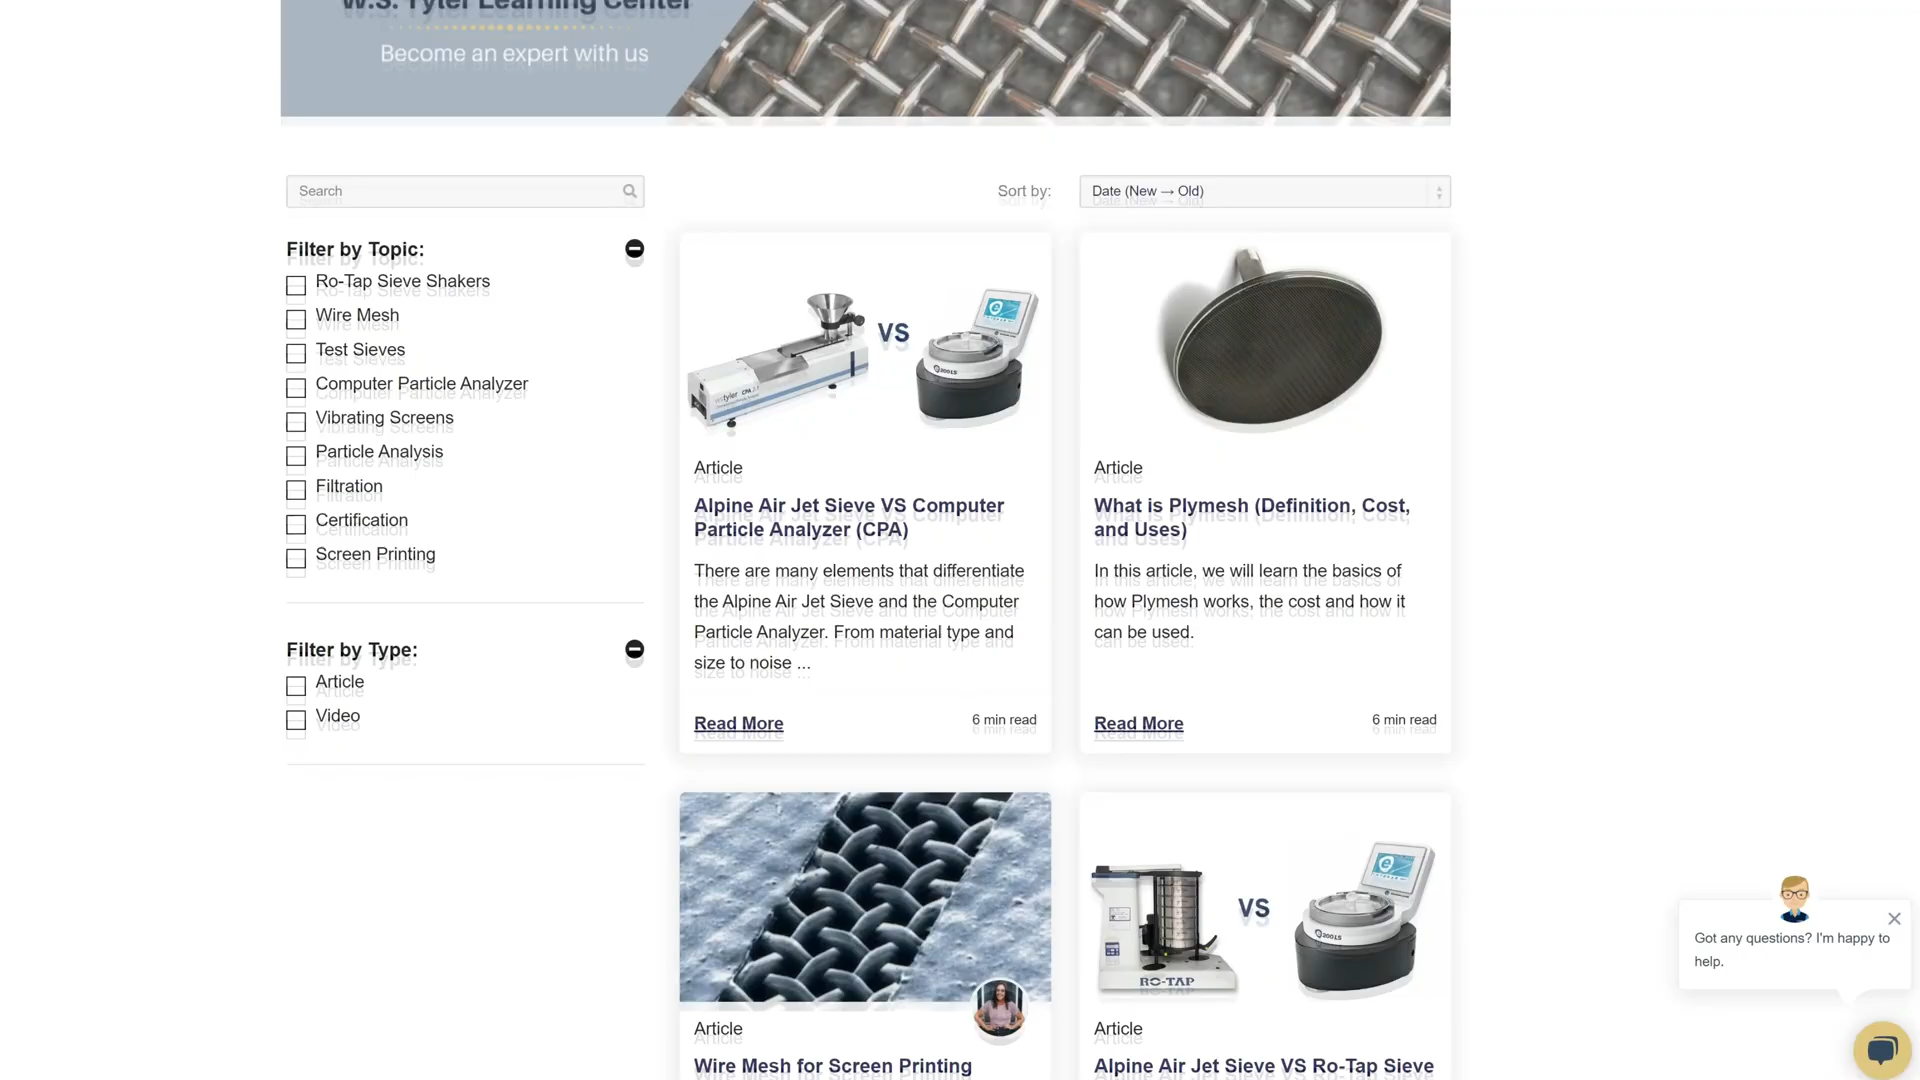 W.S. Tyler Learning Center
Become an expert with us
Search
Sort by:
Date (New → Old)
Filter by Topic:
Ro-Tap Sieve Shakers
Wire Mesh
Test Sieves
Computer Particle Analyzer
Vibrating Screens
Particle Analysis
Filtration
Certification
Screen Printing
Filter by Type:
Article
Video
VS
Article
Alpine Air Jet Sieve VS Computer
Particle Analyzer (CPA)
There are many elements that differentiate
the Alpine Air Jet Sieve and the Computer
Particle Analyzer. From material type and
size to noise ...
Read More
6 min read
Article
What is Plymesh (Definition, Cost,
and Uses)
In this article, we will learn the basics of
how Plymesh works, the cost and how it
can be used.
Read More
6 min read
Article
Wire Mesh for Screen Printing
VS
RO-TAP
Article
Alpine Air Jet Sieve VS Ro-Tap Sieve
Got any questions? I'm happy to
help.